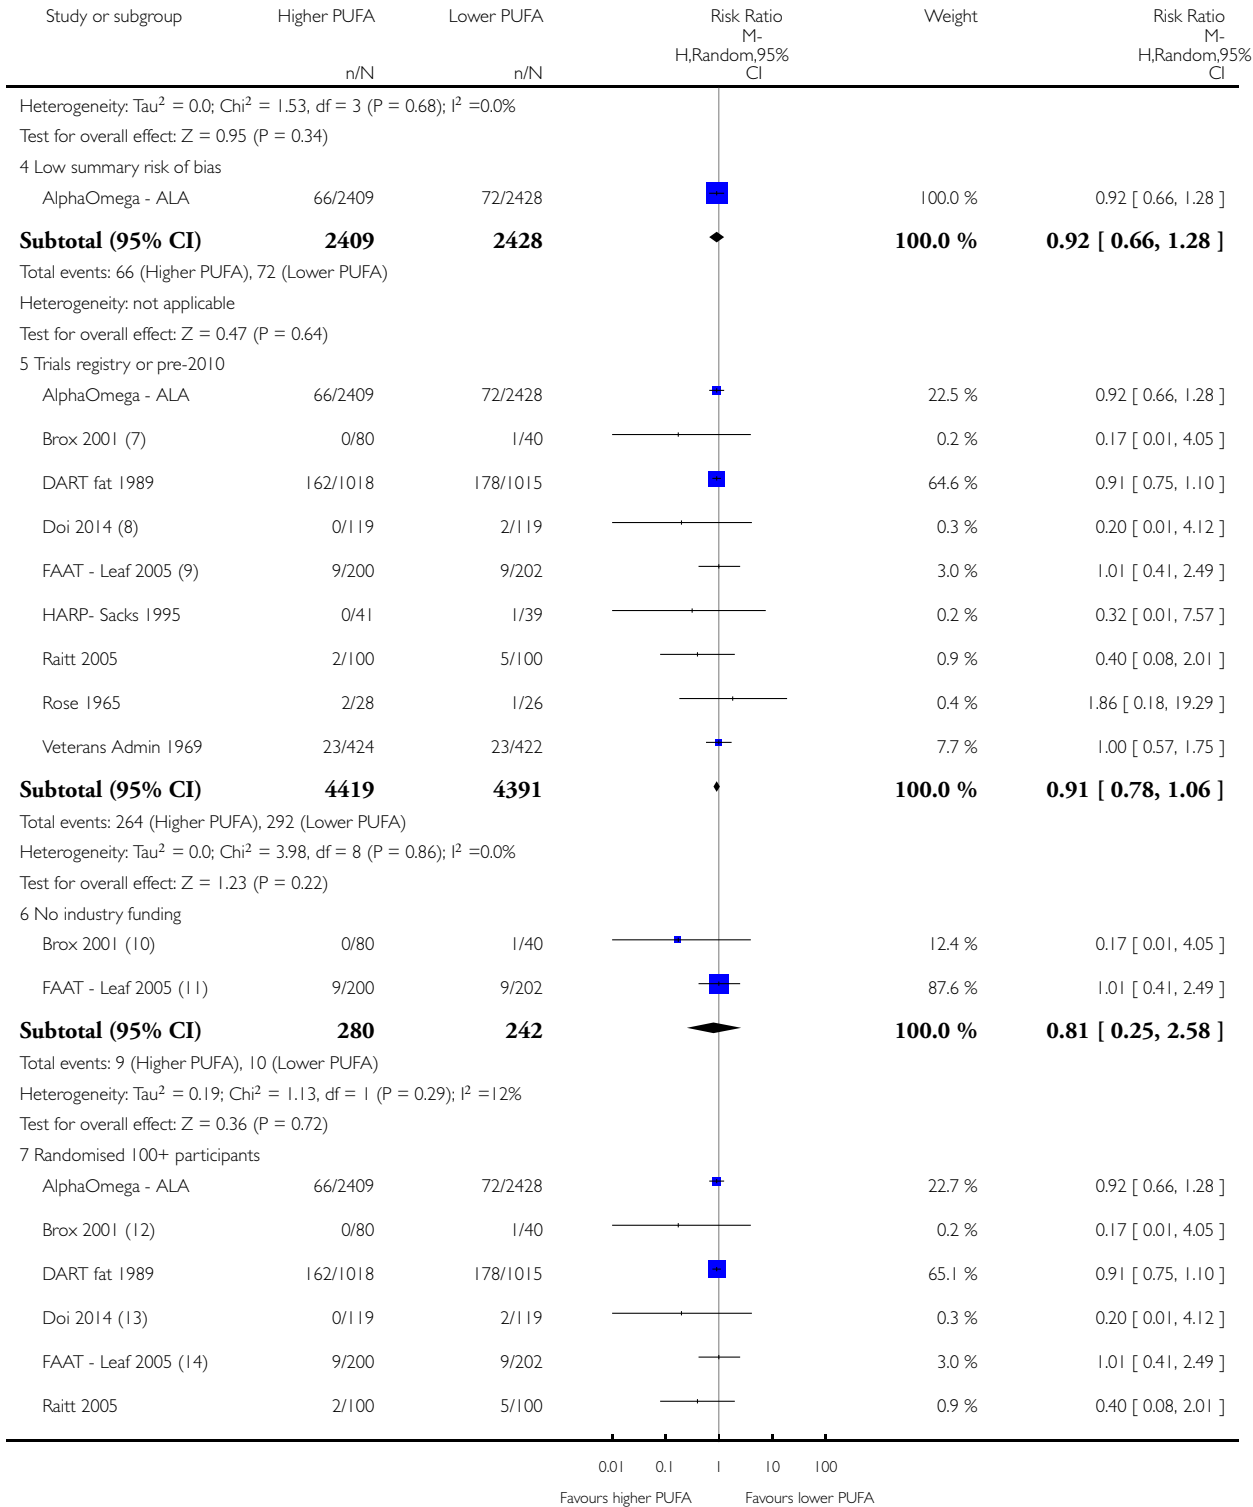 Study or subgroup Higher PUFA Lower PUFA Risk Ratio Weight Risk Ratio
M- M-
H,Random,95% H,Random,95%
n/N n/N CI CI
Heterogeneity: Tau² = 0.0; Chi² = 1.53, df = 3 (P = 0.68); I² =0.0%
Test for overall effect: Z = 0.95 (P = 0.34)
4 Low summary risk of bias
AlphaOmega - ALA 66/2409 72/2428 100.0 % 0.92 [ 0.66, 1.28 ]
Subtotal (95% CI) 2409 2428 100.0 % 0.92 [ 0.66, 1.28 ]
Total events: 66 (Higher PUFA), 72 (Lower PUFA)
Heterogeneity: not applicable
Test for overall effect: Z = 0.47 (P = 0.64)
5 Trials registry or pre-2010
AlphaOmega - ALA 66/2409 72/2428 22.5 % 0.92 [ 0.66, 1.28 ]
Brox 2001 (7) 0/80 1/40 0.2 % 0.17 [ 0.01, 4.05 ]
DART fat 1989 162/1018 178/1015 64.6 % 0.91 [ 0.75, 1.10 ]
Doi 2014 (8) 0/119 2/119 0.3 % 0.20 [ 0.01, 4.12 ]
FAAT - Leaf 2005 (9) 9/200 9/202 3.0 % 1.01 [ 0.41, 2.49 ]
HARP- Sacks 1995 0/41 1/39 0.2 % 0.32 [ 0.01, 7.57 ]
Raitt 2005 2/100 5/100 0.9 % 0.40 [ 0.08, 2.01 ]
Rose 1965 2/28 1/26 0.4 % 1.86 [ 0.18, 19.29 ]
Veterans Admin 1969 23/424 23/422 7.7 % 1.00 [ 0.57, 1.75 ]
Subtotal (95% CI) 4419 4391 100.0 % 0.91 [ 0.78, 1.06 ]
Total events: 264 (Higher PUFA), 292 (Lower PUFA)
Heterogeneity: Tau² = 0.0; Chi² = 3.98, df = 8 (P = 0.86); I² =0.0%
Test for overall effect: Z = 1.23 (P = 0.22)
6 No industry funding
Brox 2001 (10) 0/80 1/40 12.4 % 0.17 [ 0.01, 4.05 ]
FAAT - Leaf 2005 (11) 9/200 9/202 87.6 % 1.01 [ 0.41, 2.49 ]
Subtotal (95% CI) 280 242 100.0 % 0.81 [ 0.25, 2.58 ]
Total events: 9 (Higher PUFA), 10 (Lower PUFA)
Heterogeneity: Tau² = 0.19; Chi² = 1.13, df = 1 (P = 0.29); I² =12%
Test for overall effect: Z = 0.36 (P = 0.72)
7 Randomised 100+ participants
AlphaOmega - ALA 66/2409 72/2428 22.7 % 0.92 [ 0.66, 1.28 ]
Brox 2001 (12) 0/80 1/40 0.2 % 0.17 [ 0.01, 4.05 ]
DART fat 1989 162/1018 178/1015 65.1 % 0.91 [ 0.75, 1.10 ]
Doi 2014 (13) 0/119 2/119 0.3 % 0.20 [ 0.01, 4.12 ]
FAAT - Leaf 2005 (14) 9/200 9/202 3.0 % 1.01 [ 0.41, 2.49 ]
Raitt 2005 2/100 5/100 0.9 % 0.40 [ 0.08, 2.01 ]
0.01 0.1 1 10 100
Favours higher PUFA Favours lower PUFA